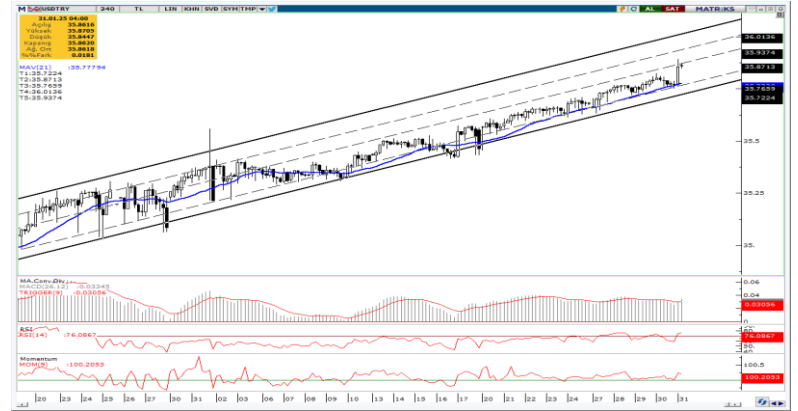 USDTRY 240 TL LIN KHN SVD SYM TMP AL SAT MATRiKS
31.01.25 04:00
Açılış 35.8616
Yüksek 35.8705
Düşük 35.8447
Kapanış 35.8620
Ağ. Ort 35.8618
%%Fark 0.0181
MAV(21) :35.77794
T1:35.7224
T2:35.8713
T3:35.7659
T4:36.0136
T5:35.9374
36.0136
35.9374
35.8713
35.7659
35.7224
35.5
35.25
35.
MA.Conv.Div
MACD(26,12) :0.03345
TRIGGER(9) :0.03056
0.06
0.04
0.03056
0
RSI
RSI(14) :76.0867
76.0867
Momentum
MOM(9) :100.2093
100.5
100.2093
20 23 24 25 26 27 30 31 02 03 06 07 08 09 10 13 14 15 16 17 20 21 22 23 24 27 28 29 30 31